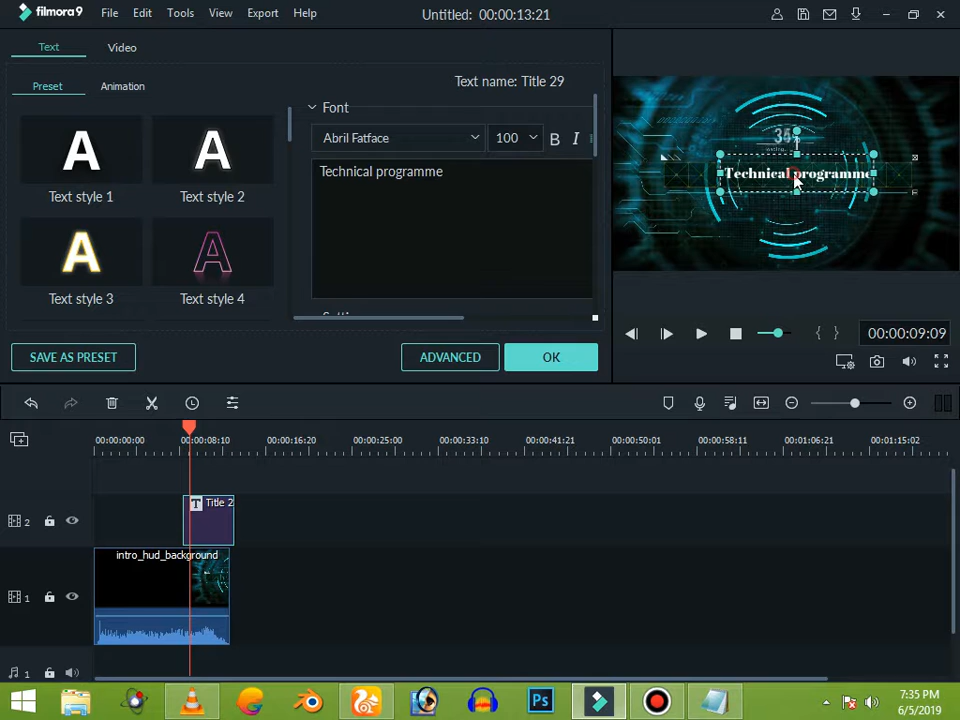 filmora9 File Edit Tools View Export Help Untitled: 00:00:13:21
Text Video
Preset Animation Text name: Title 29
Font
Abril Fatface 100 B I
Technical programme
A A
Text style 1 Text style 2
A A
Text style 3 Text style 4
Technical programme
SAVE AS PRESET ADVANCED OK
{ } 00:00:09:09
00:00:00:00 00:00:08:10 00:00:16:20 00:00:25:00 00:00:33:10 00:00:41:21 00:00:50:01 00:00:58:11 00:01:06:21 00:01:15:02
2 T Title 2
intro_hud_background
1
1
Ps
7:35 PM
6/5/2019